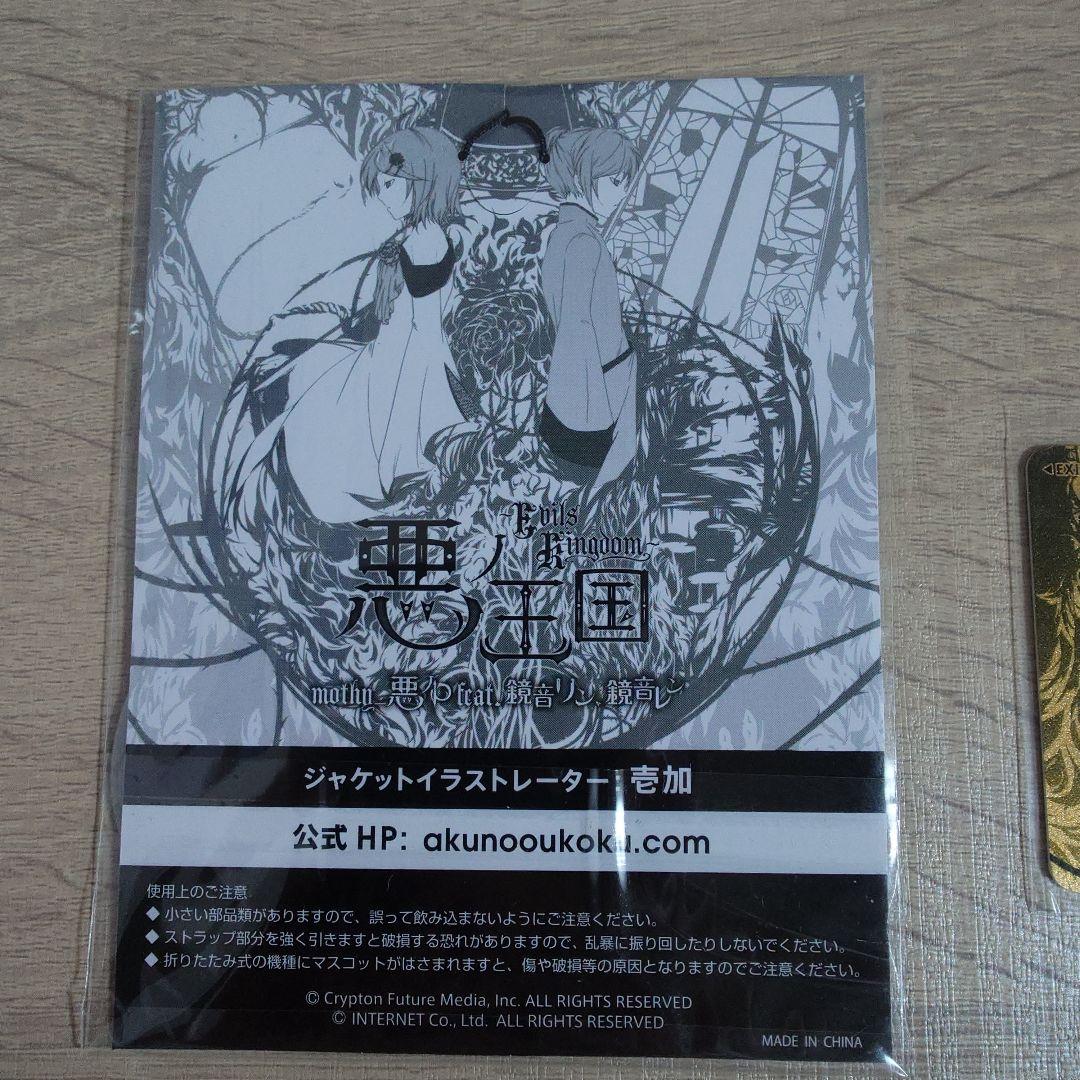 ~Evils
Kingdom~
悪ノ王国
mothy_悪ノP feat. 鏡音リン、鏡音レン
ジャケットイラストレーター：壱加
公式 HP: akunooukoku.com
使用上のご注意
◆ 小さい部品類がありますので、誤って飲み込まないようにご注意ください。
◆ ストラップ部分を強く引きますと破損する恐れがありますので、乱暴に振り回したりしないでください。
◆ 折りたたみ式の機種にマスコットがはさまれますと、傷や破損等の原因となりますのでご注意ください。
© Crypton Future Media, Inc. ALL RIGHTS RESERVED
© INTERNET Co., Ltd. ALL RIGHTS RESERVED
MADE IN CHINA